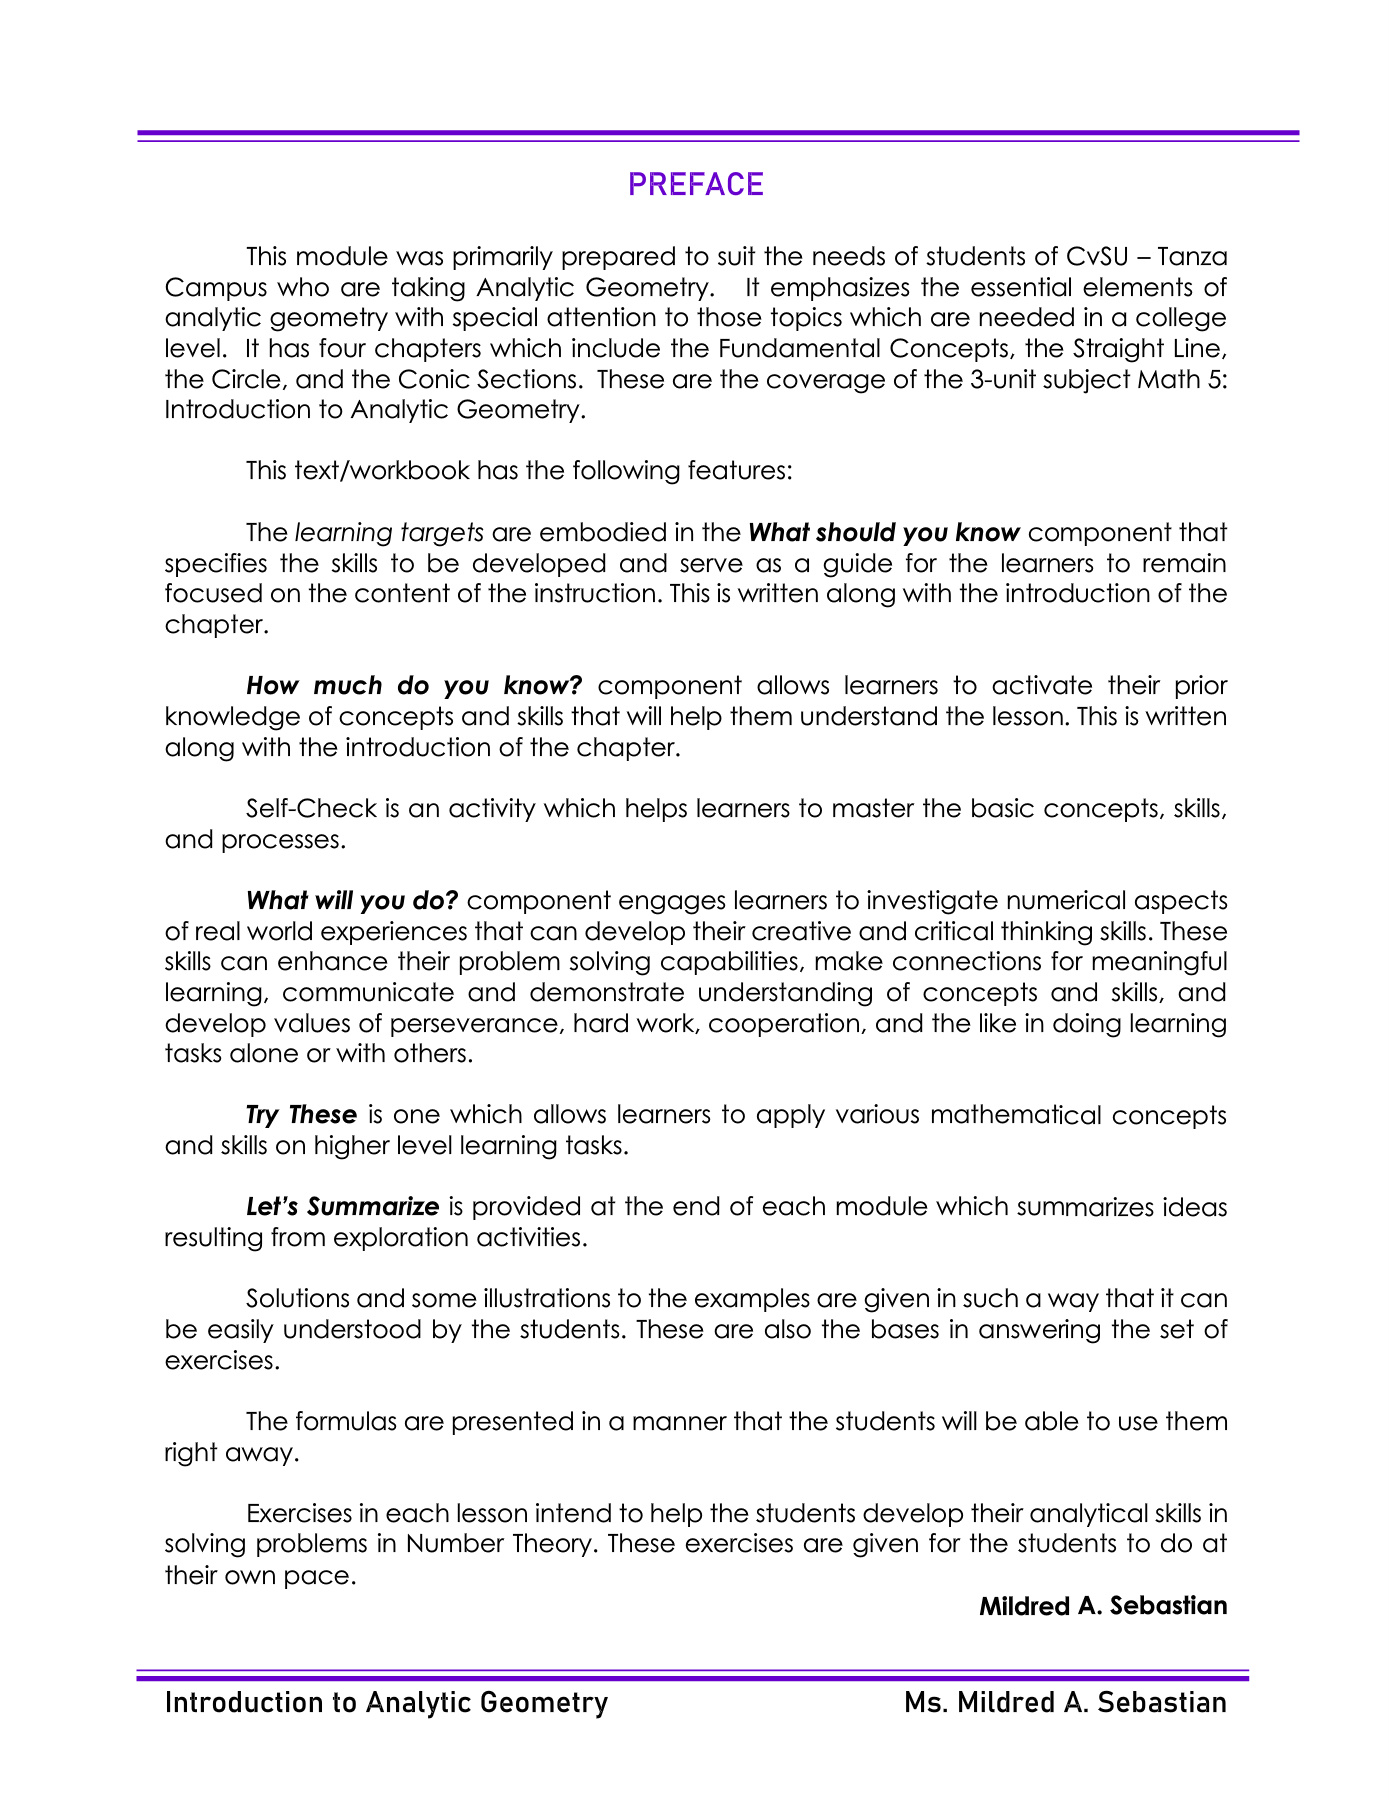 PREFACE
This module was primarily prepared to suit the needs of students of CvSU – Tanza
Campus who are taking Analytic Geometry. It emphasizes the essential elements of
analytic geometry with special attention to those topics which are needed in a college
level. It has four chapters which include the Fundamental Concepts, the Straight Line,
the Circle, and the Conic Sections. These are the coverage of the 3-unit subject Math 5:
Introduction to Analytic Geometry.
This text/workbook has the following features:
The learning targets are embodied in the What should you know component that
specifies the skills to be developed and serve as a guide for the learners to remain
focused on the content of the instruction. This is written along with the introduction of the
chapter.
How much do you know? component allows learners to activate their prior
knowledge of concepts and skills that will help them understand the lesson. This is written
along with the introduction of the chapter.
Self-Check is an activity which helps learners to master the basic concepts, skills,
and processes.
What will you do? component engages learners to investigate numerical aspects
of real world experiences that can develop their creative and critical thinking skills. These
skills can enhance their problem solving capabilities, make connections for meaningful
learning, communicate and demonstrate understanding of concepts and skills, and
develop values of perseverance, hard work, cooperation, and the like in doing learning
tasks alone or with others.
Try These is one which allows learners to apply various mathematical concepts
and skills on higher level learning tasks.
Let’s Summarize is provided at the end of each module which summarizes ideas
resulting from exploration activities.
Solutions and some illustrations to the examples are given in such a way that it can
be easily understood by the students. These are also the bases in answering the set of
exercises.
The formulas are presented in a manner that the students will be able to use them
right away.
Exercises in each lesson intend to help the students develop their analytical skills in
solving problems in Number Theory. These exercises are given for the students to do at
their own pace.
Mildred A. Sebastian
Introduction to Analytic Geometry Ms. Mildred A. Sebastian